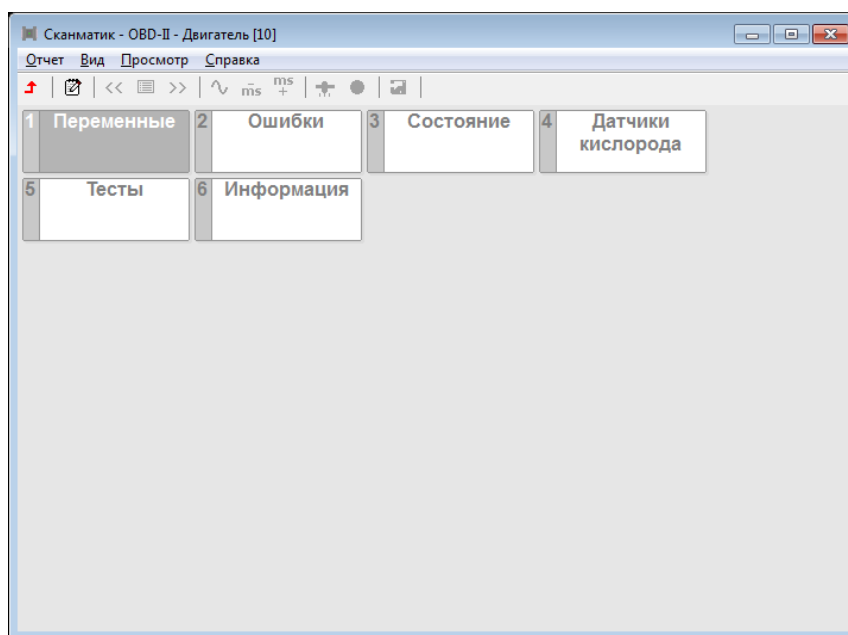 Сканматик - OBD-II - Двигатель [10]
Отчет Вид Просмотр Справка
<< >> ms ms
1 Переменные 2 Ошибки 3 Состояние 4 Датчики
кислорода
5 Тесты 6 Информация